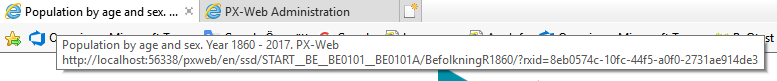 Population by age and sex. ...
PX-Web Administration
Population by age and sex. Year 1860 - 2017. PX-Web
http://localhost:56338/pxweb/en/ssd/START__BE__BE0101__BE0101A/BefolkningR1860/?rxid=8eb0574c-10fc-44f5-a0f0-2731ae914de3